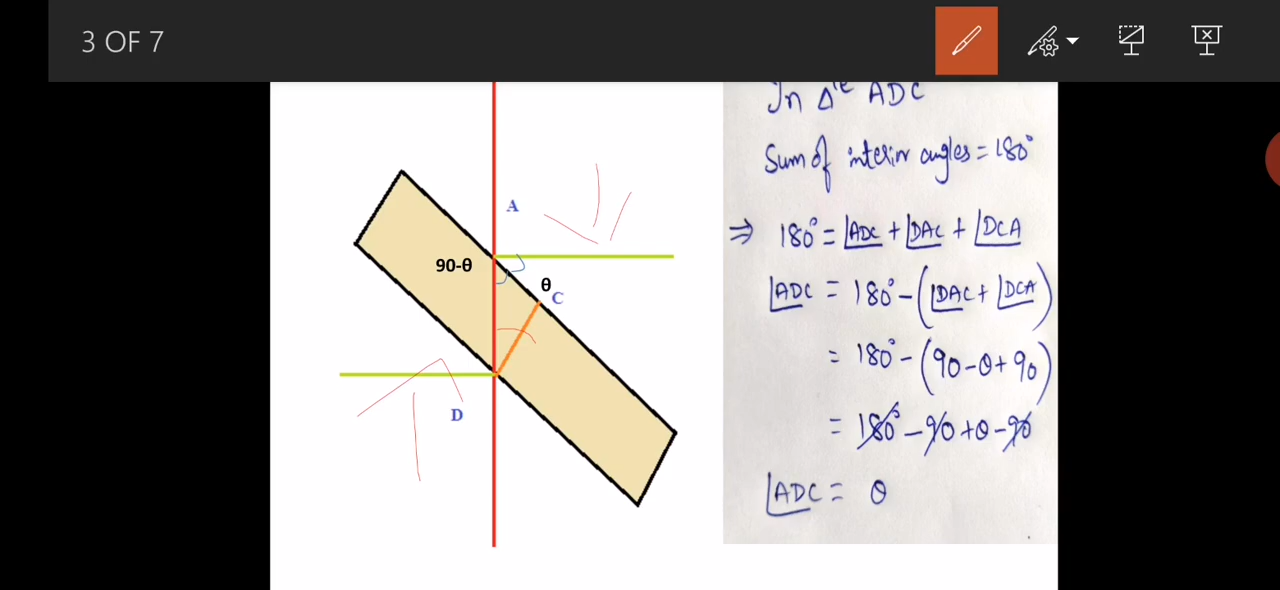 3 OF 7
A
90-θ
θ
C
D
In Δle ADC
Sum of interior angles = 180°
⇒ 180° = ∠ADC + ∠DAC + ∠DCA
∠ADC = 180° - (∠DAC + ∠DCA)
= 180° - (90 - θ + 90)
= 180° - 90 + θ - 90
∠ADC = θ